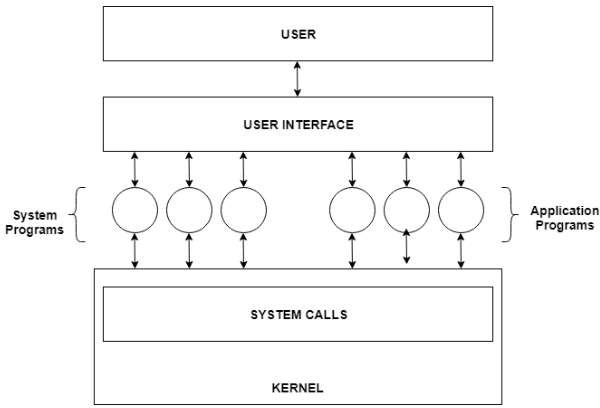 USER
USER INTERFACE
System
Programs
Application
Programs
SYSTEM CALLS
KERNEL